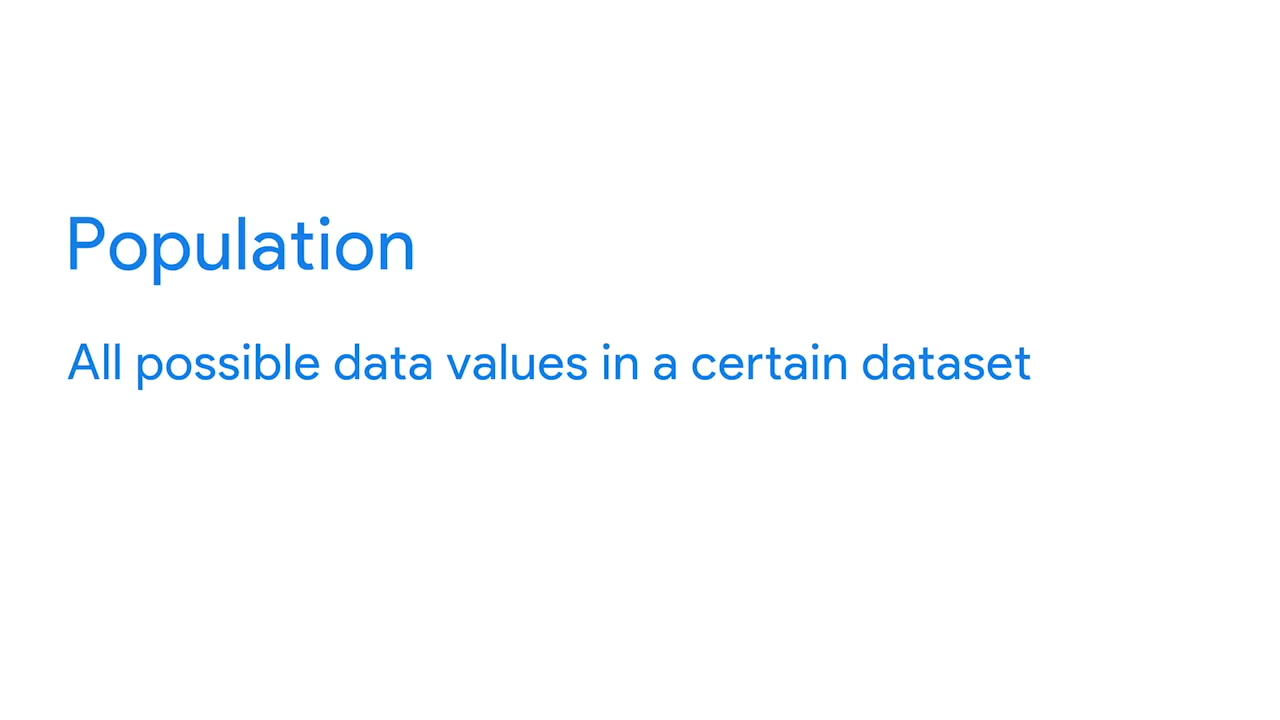 Population
All possible data values in a certain dataset